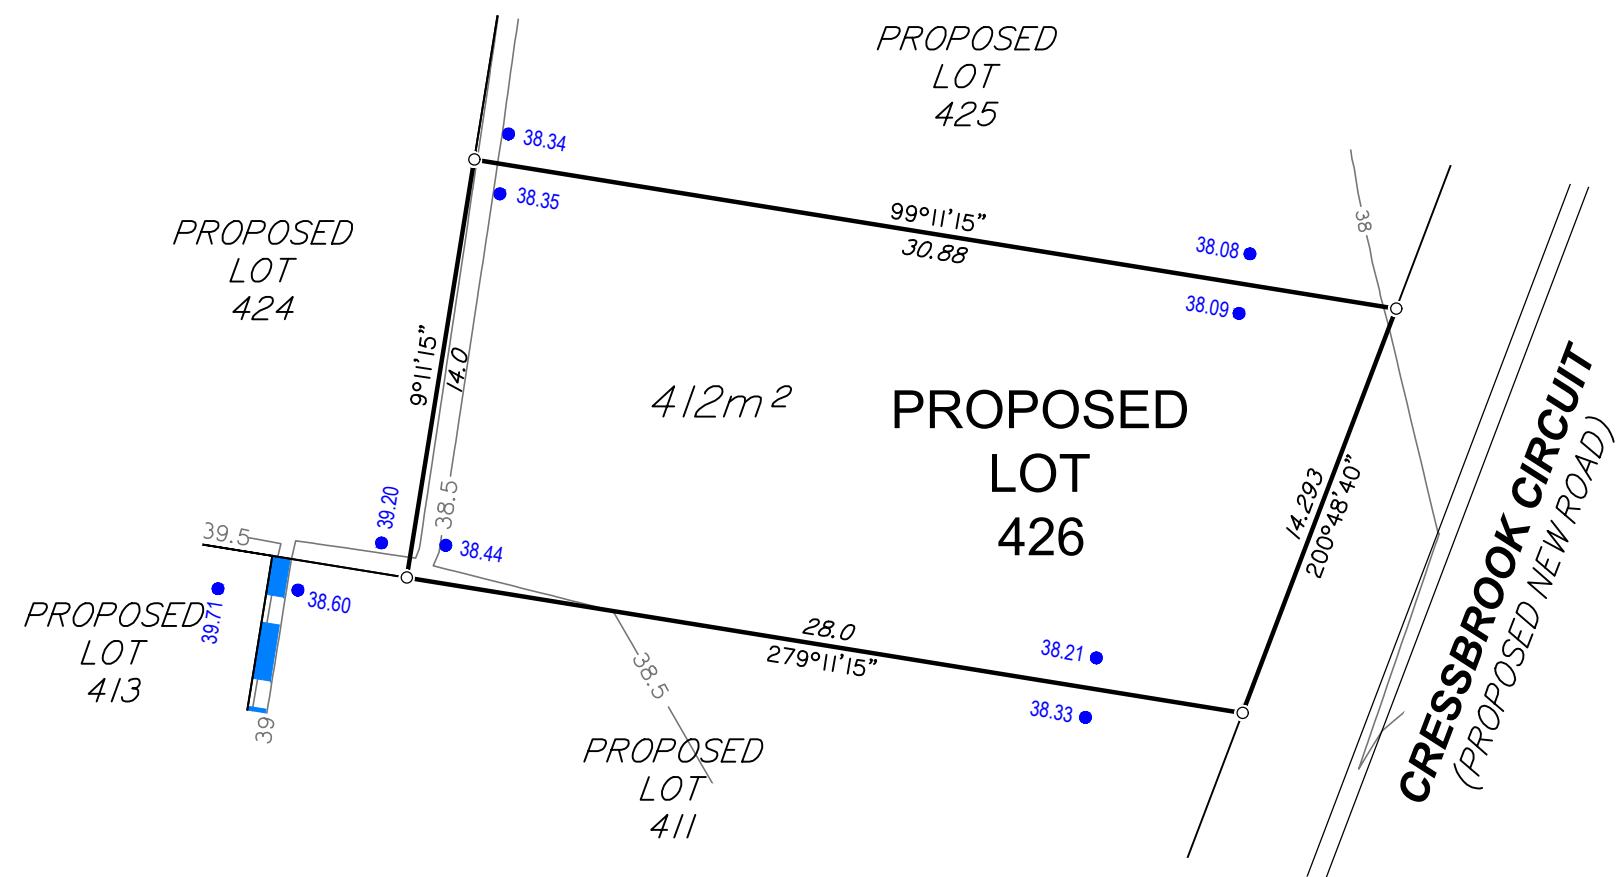 PROPOSED
LOT
425
38.34
38.35
99°11'15"
30.88
38.08
38.09
38
PROPOSED
LOT
424
9°11'15"
14.0
412m²
PROPOSED
LOT
426
14.293
200°48'40"
CRESSBROOK CIRCUIT
(PROPOSED NEW ROAD)
39.5
39.20
38.5
38.44
39.71
38.60
PROPOSED
LOT
413
39
28.0
279°11'15"
38.21
38.33
38.5
PROPOSED
LOT
411